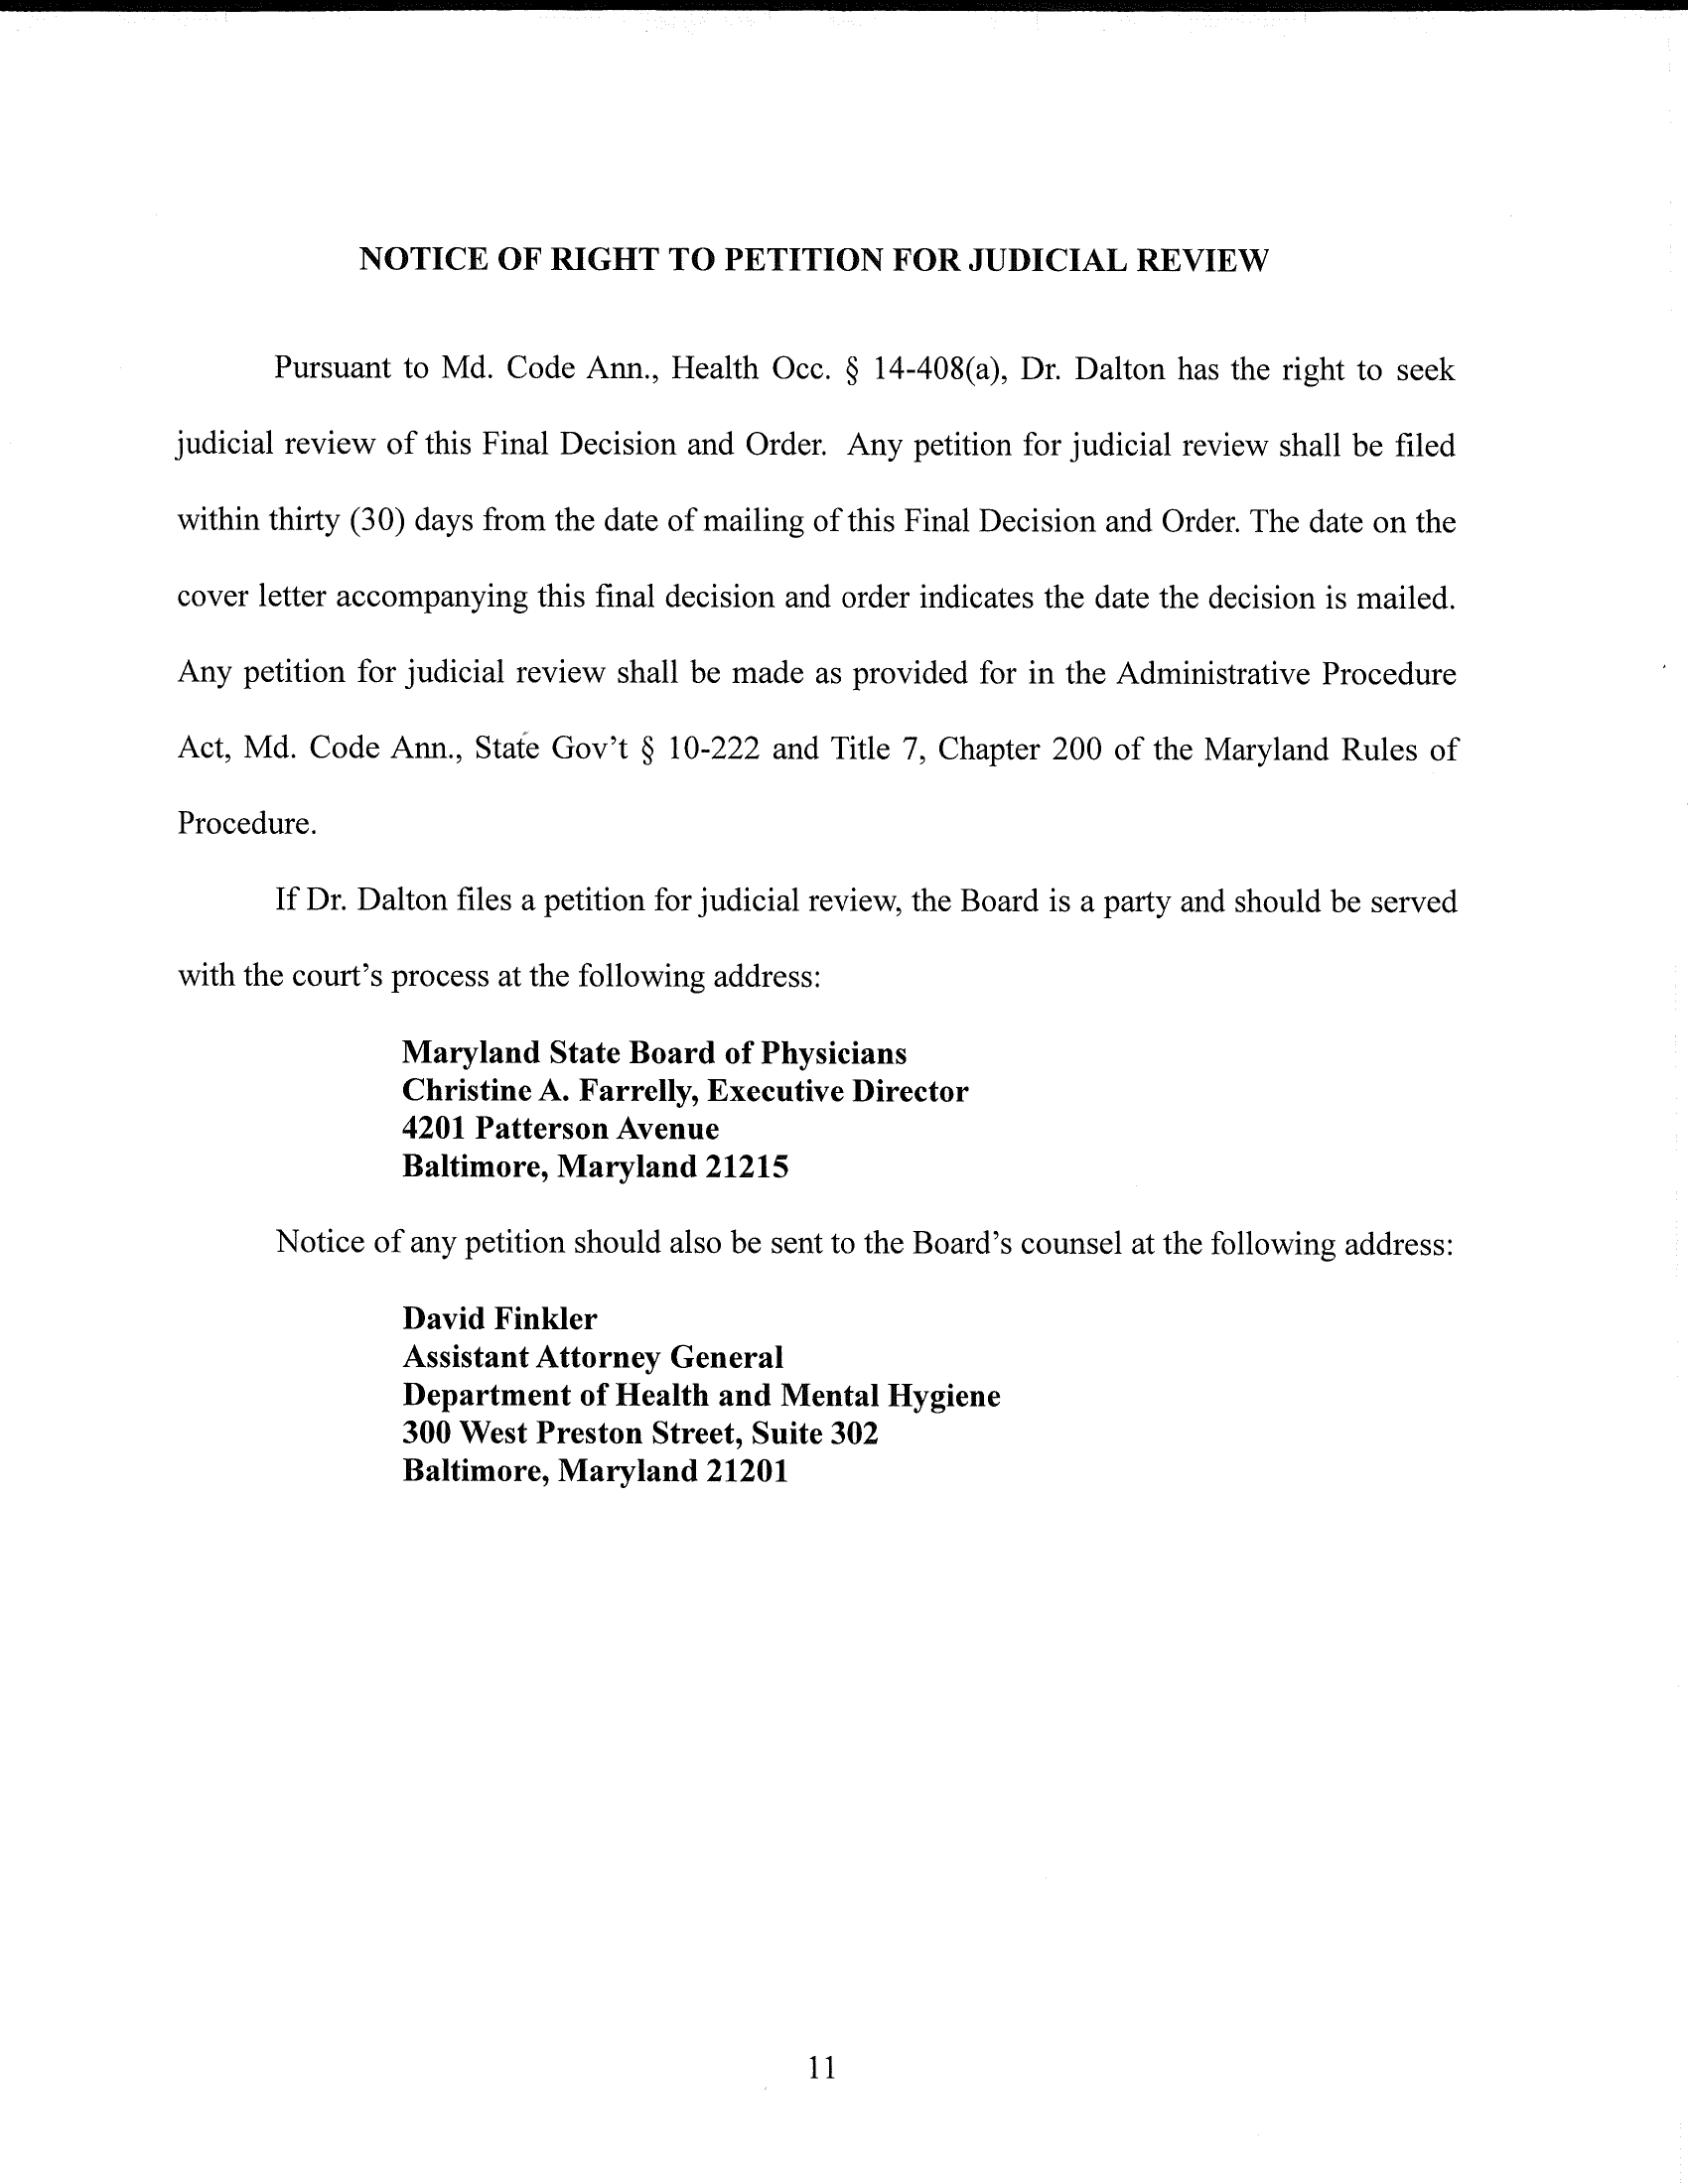 NOTICE OF RIGHT TO PETITION FOR JUDICIAL REVIEW
Pursuant to Md. Code Ann., Health Occ. § 14-408(a), Dr. Dalton has the right to seek
judicial review of this Final Decision and Order. Any petition for judicial review shall be filed
within thirty (30) days from the date of mailing of this Final Decision and Order. The date on the
cover letter accompanying this final decision and order indicates the date the decision is mailed.
Any petition for judicial review shall be made as provided for in the Administrative Procedure
Act, Md. Code Ann., State Gov't § 10-222 and Title 7, Chapter 200 of the Maryland Rules of
Procedure.
If Dr. Dalton files a petition for judicial review, the Board is a party and should be served
with the court's process at the following address:
Maryland State Board of Physicians
Christine A. Farrelly, Executive Director
4201 Patterson Avenue
Baltimore, Maryland 21215
Notice of any petition should also be sent to the Board's counsel at the following address:
David Finkler
Assistant Attorney General
Department of Health and Mental Hygiene
300 West Preston Street, Suite 302
Baltimore, Maryland 21201
11